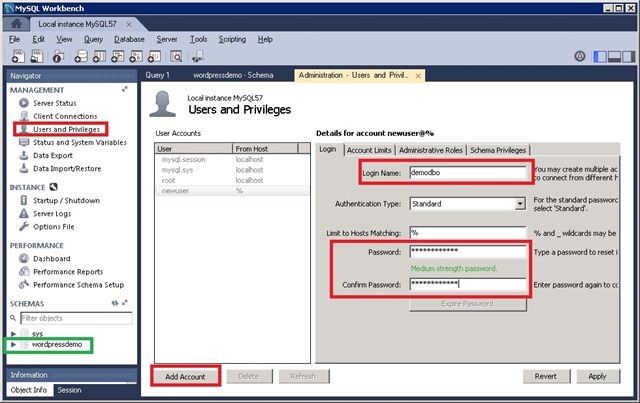 MySQL Workbench
Local instance MySQL57 ×
File Edit View Query Database Server Tools Scripting Help
Navigator
Query 1 wordpressdemo - Schema Administration - Users and Privil... ×
MANAGEMENT
Server Status
Client Connections
Users and Privileges
Status and System Variables
Data Export
Data Import/Restore
INSTANCE
Startup / Shutdown
Server Logs
Options File
PERFORMANCE
Dashboard
Performance Reports
Performance Schema Setup
SCHEMAS
Filter objects
sys
wordpressdemo
Information
Object Info Session
Local instance MySQL57
Users and Privileges
User Accounts
User From Host
mysql.session localhost
mysql.sys localhost
root localhost
newuser %
Add Account Delete Refresh
Details for account newuser@%
Login Account Limits Administrative Roles Schema Privileges
Login Name: demodbo You may create multiple ac
to connect from different h
Authentication Type: Standard For the standard password
select 'Standard'.
Limit to Hosts Matching: % % and _ wildcards may be
Password: ************ Type a password to reset i
Medium strength password.
Confirm Password: ************ Enter password again to co
Expire Password
Revert Apply